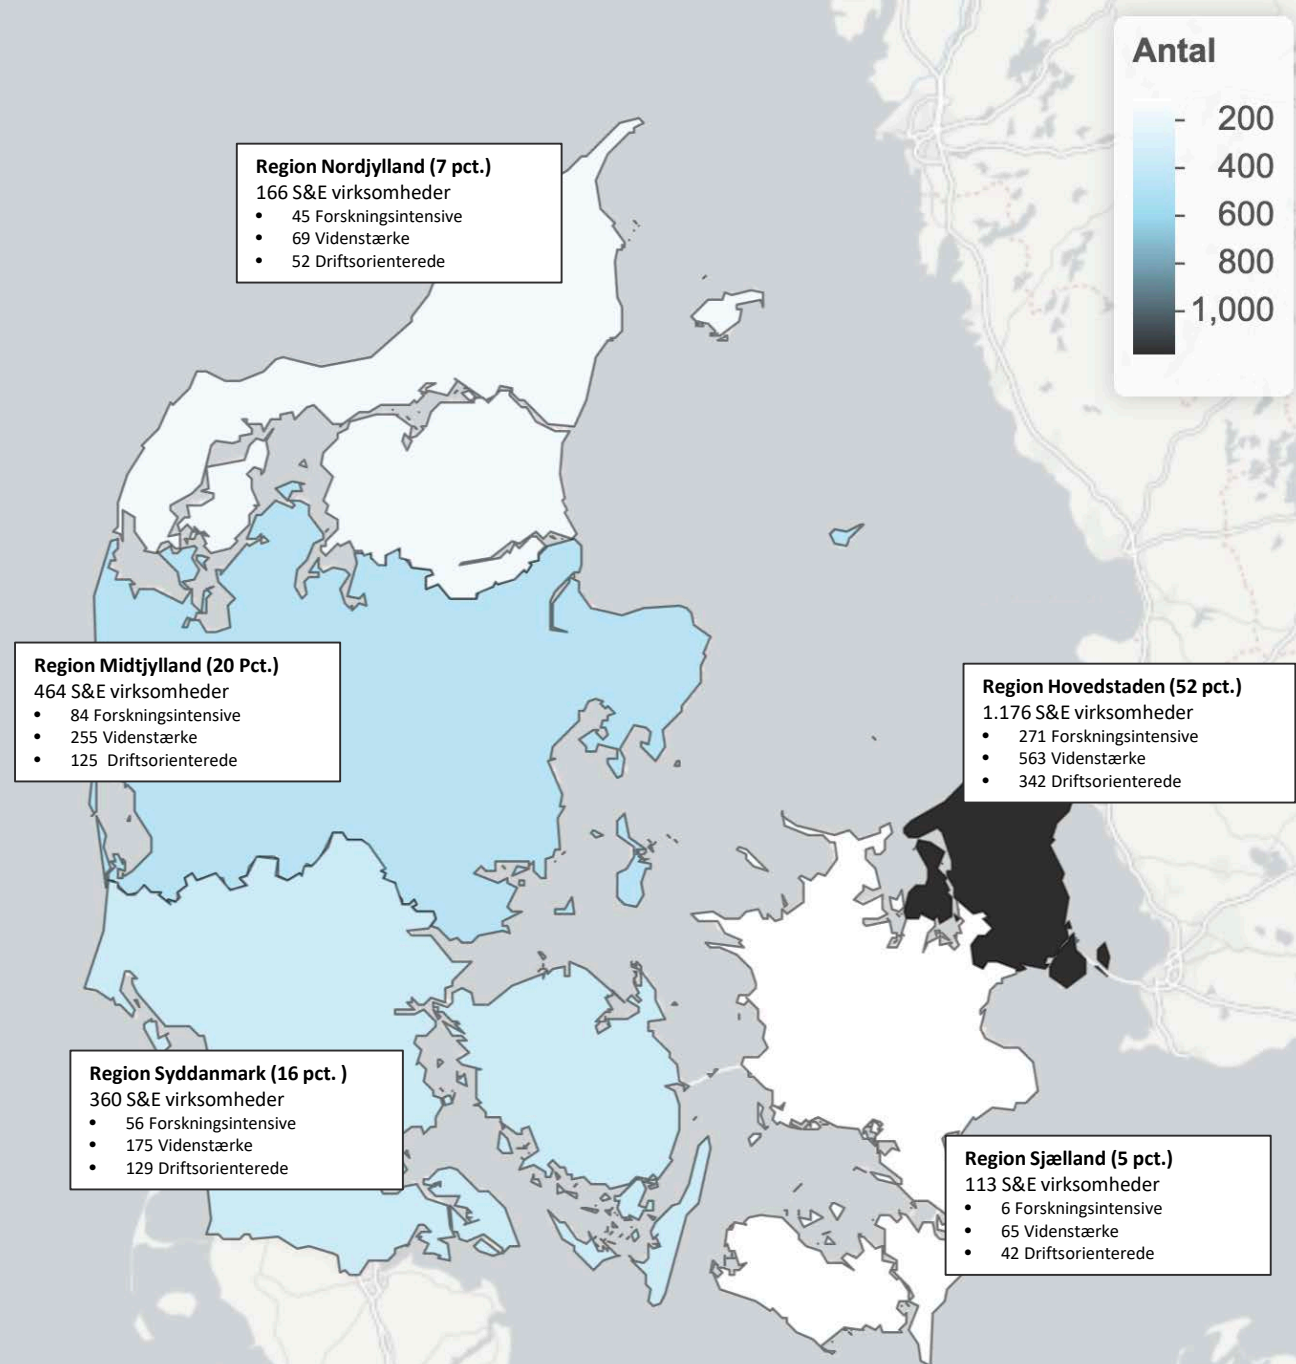 Antal
200
400
600
800
1,000
Region Nordjylland (7 pct.)
166 S&E virksomheder
• 45 Forskningsintensive
• 69 Videnstærke
• 52 Driftsorienterede
Region Midtjylland (20 Pct.)
464 S&E virksomheder
• 84 Forskningsintensive
• 255 Videnstærke
• 125 Driftsorienterede
Region Hovedstaden (52 pct.)
1.176 S&E virksomheder
• 271 Forskningsintensive
• 563 Videnstærke
• 342 Driftsorienterede
Region Syddanmark (16 pct. )
360 S&E virksomheder
• 56 Forskningsintensive
• 175 Videnstærke
• 129 Driftsorienterede
Region Sjælland (5 pct.)
113 S&E virksomheder
• 6 Forskningsintensive
• 65 Videnstærke
• 42 Driftsorienterede